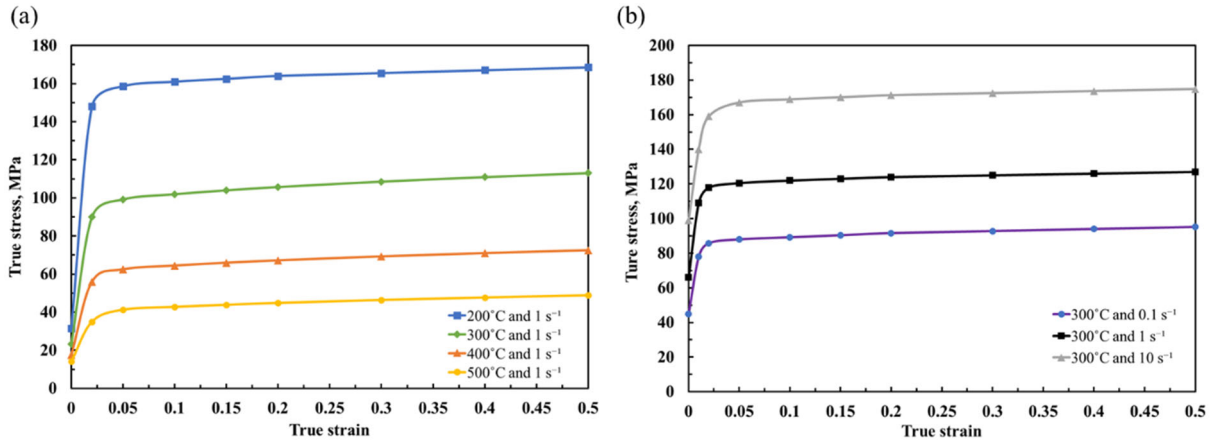 (a)
180
160
140
120
100
80
60
40
20
0
True stress, MPa
0 0.05 0.1 0.15 0.2 0.25 0.3 0.35 0.4 0.45 0.5
True strain
200°C and 1 s⁻¹
300°C and 1 s⁻¹
400°C and 1 s⁻¹
500°C and 1 s⁻¹
(b)
200
180
160
140
120
100
80
60
40
20
0
Ture stress, MPa
0 0.05 0.1 0.15 0.2 0.25 0.3 0.35 0.4 0.45 0.5
True strain
300°C and 0.1 s⁻¹
300°C and 1 s⁻¹
300°C and 10 s⁻¹